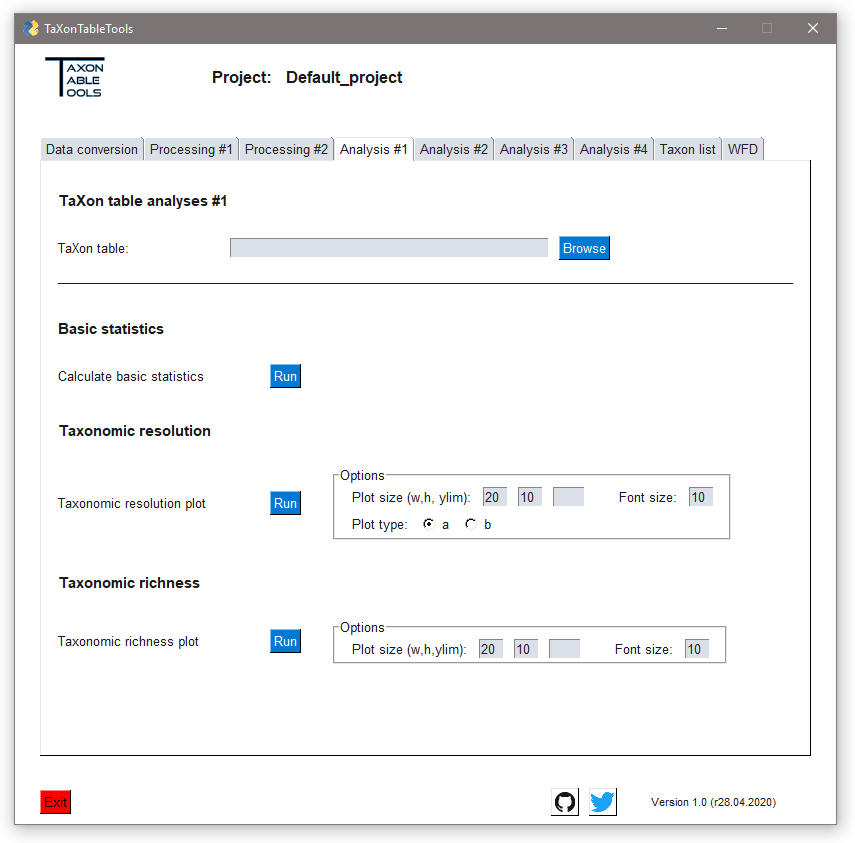 TaXonTableTools
TAXON
ABLE
OOLS
Project: Default_project
Data conversion Processing #1 Processing #2 Analysis #1 Analysis #2 Analysis #3 Analysis #4 Taxon list WFD
TaXon table analyses #1
TaXon table: Browse
Basic statistics
Calculate basic statistics Run
Taxonomic resolution
Options
Plot size (w,h, ylim): 20 10 Font size: 10
Taxonomic resolution plot Run
Plot type: a b
Taxonomic richness
Options
Taxonomic richness plot Run
Plot size (w,h,ylim): 20 10 Font size: 10
Exit
Version 1.0 (r28.04.2020)